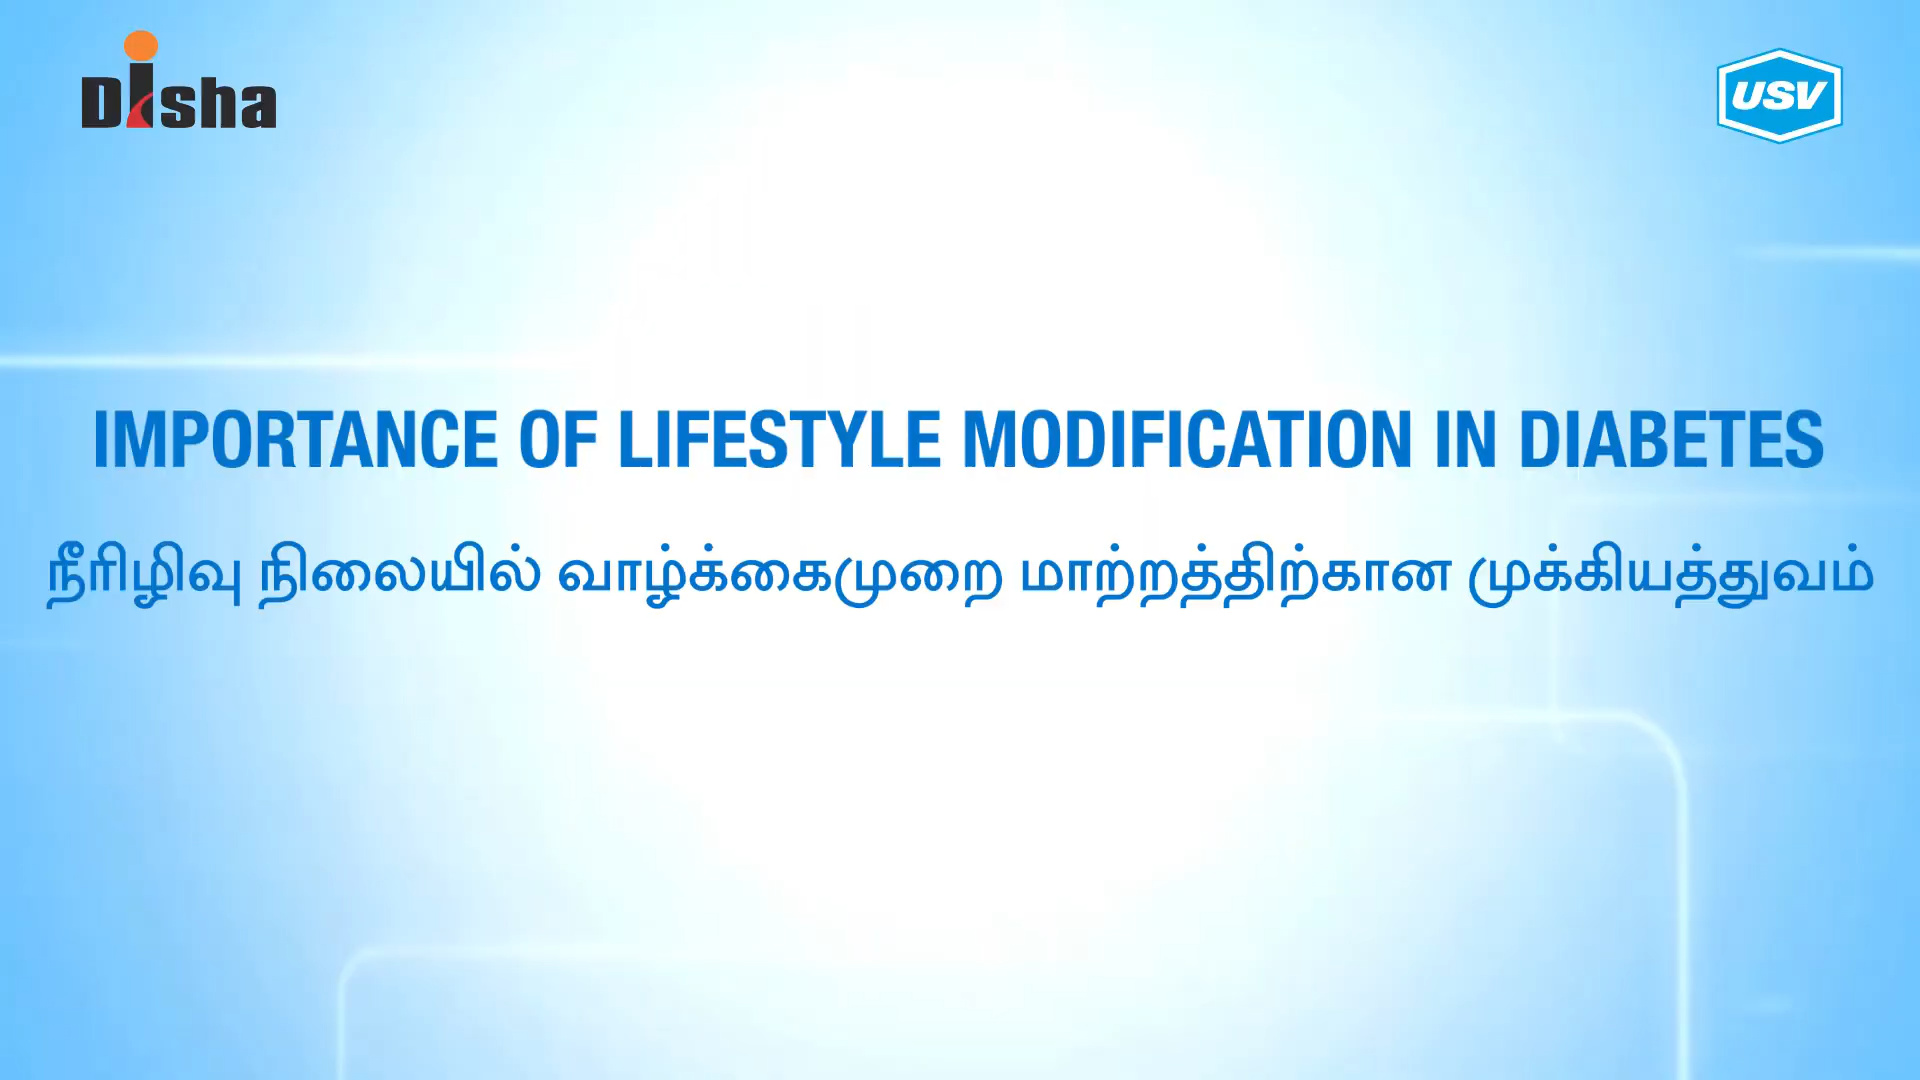 Disha
USV
IMPORTANCE OF LIFESTYLE MODIFICATION IN DIABETES
நீரிழிவு நிலையில் வாழ்க்கைமுறை மாற்றத்திற்கான முக்கியத்துவம்